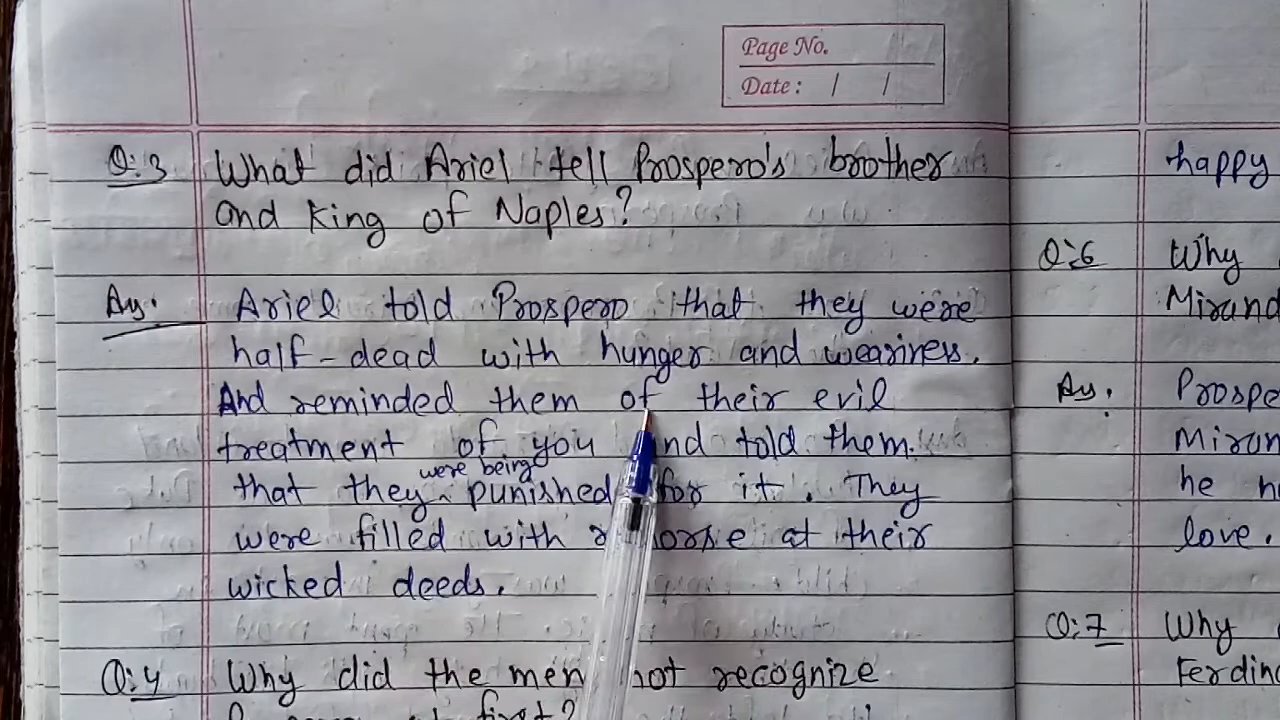 Page No.
Date : / /
Q:3 What did Ariel tell Prospero's brother
and King of Naples?
Ans. Ariel told Prospero that they were
half-dead with hunger and weariness.
And reminded them of their evil
treatment of you and told them.
that they were being punished for it. They
were filled with remorse at their
wicked deeds.
Q:4 Why did the men not recognize
first?
happy
Q:6 Why
Mirand
Ans. Prospe
Miran
he
love.
Q:7 Why
Ferdin